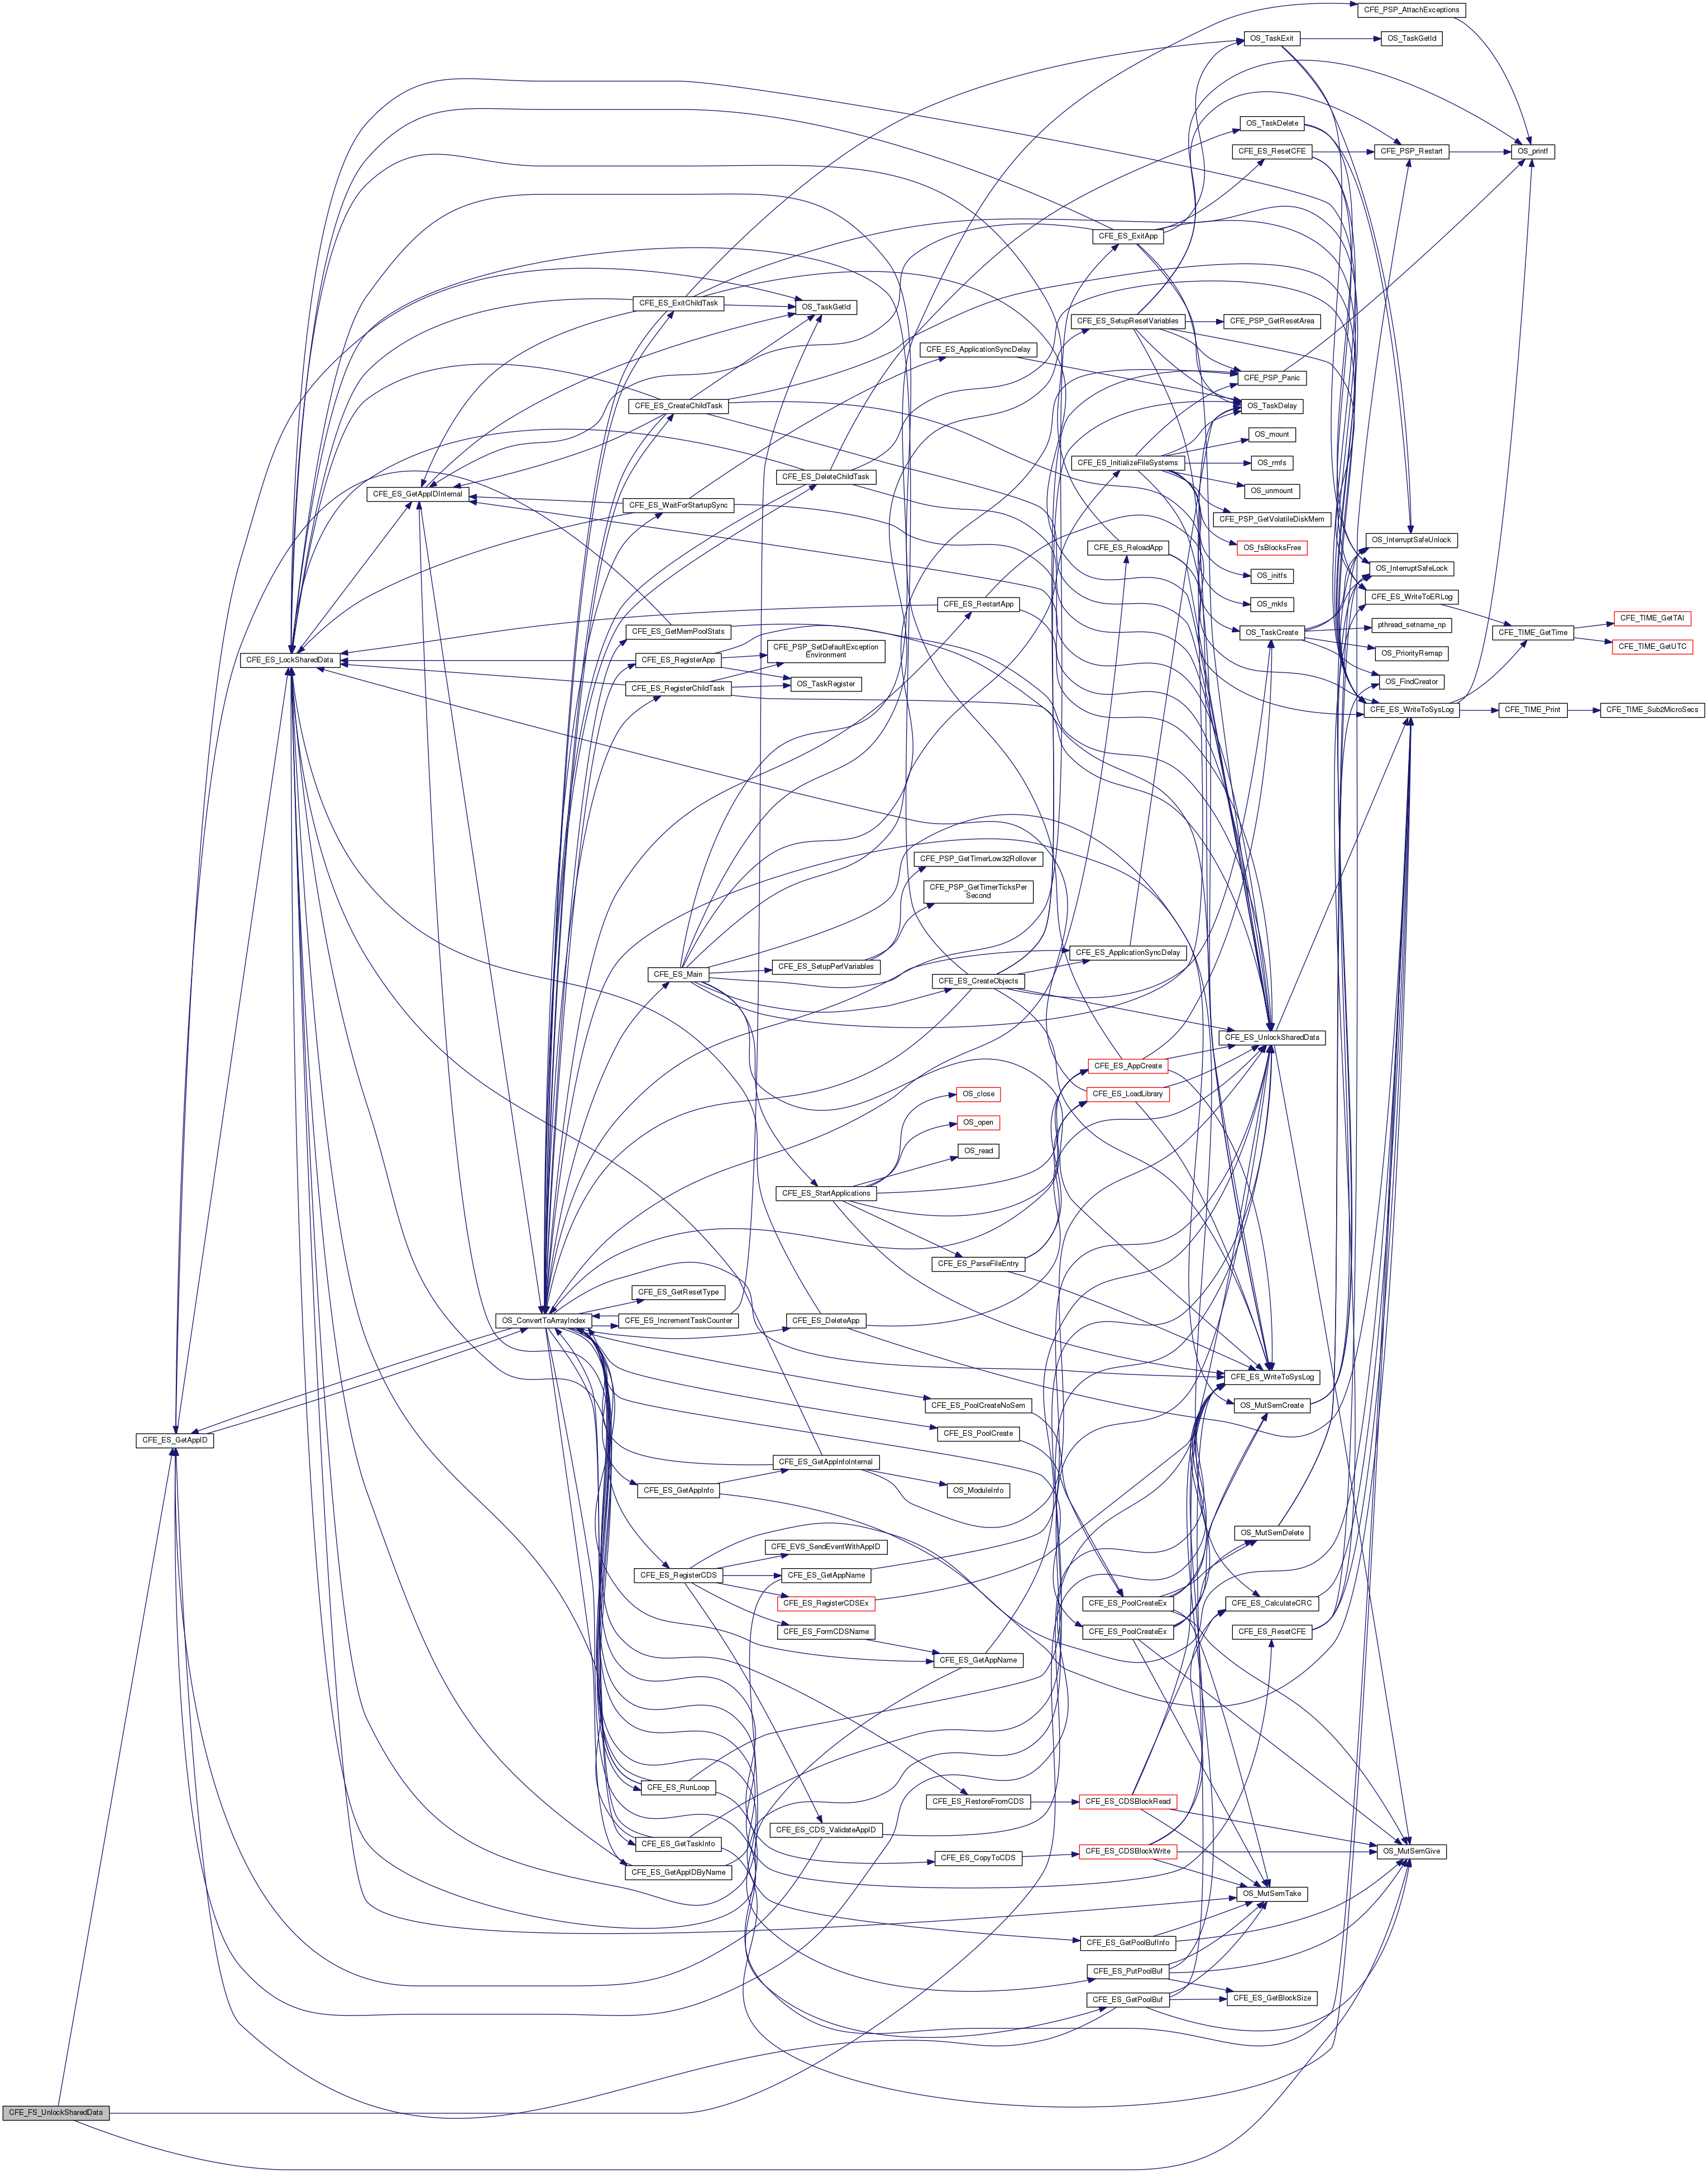 CFE_PSP_AttachExceptions
OS_TaskExit
OS_TaskGetId
OS_TaskDelete
CFE_ES_ResetCFE
CFE_PSP_Restart
OS_printf
CFE_ES_ExitApp
CFE_ES_ExitChildTask
OS_TaskGetId
CFE_ES_SetupResetVariables
CFE_PSP_GetResetArea
CFE_ES_ApplicationSyncDelay
CFE_PSP_Panic
CFE_ES_CreateChildTask
OS_TaskDelay
OS_mount
CFE_ES_InitializeFileSystems
OS_rmfs
CFE_ES_DeleteChildTask
OS_unmount
CFE_ES_GetAppIDInternal
CFE_ES_WaitForStartupSync
CFE_PSP_GetVolatileDiskMem
OS_InterruptSafeUnlock
CFE_ES_ReloadApp
OS_fsBlocksFree
OS_InterruptSafeLock
OS_initfs
CFE_ES_WriteToERLog
CFE_ES_RestartApp
OS_mkfs
CFE_TIME_GetTAI
pthread_setname_np
CFE_ES_GetMemPoolStats
OS_TaskCreate
CFE_TIME_GetTime
CFE_TIME_GetUTC
CFE_PSP_SetDefaultException
Environment
OS_PriorityRemap
CFE_ES_LockSharedData
CFE_ES_RegisterApp
OS_TaskRegister
OS_FindCreator
CFE_ES_RegisterChildTask
CFE_ES_WriteToSysLog
CFE_TIME_Print
CFE_TIME_Sub2MicroSecs
CFE_PSP_GetTimerLow32Rollover
CFE_PSP_GetTimerTicksPer
Second
CFE_ES_ApplicationSyncDelay
CFE_ES_SetupPerfVariables
CFE_ES_Main
CFE_ES_CreateObjects
CFE_ES_UnlockSharedData
CFE_ES_AppCreate
OS_close
CFE_ES_LoadLibrary
OS_open
OS_read
CFE_ES_StartApplications
CFE_ES_ParseFileEntry
CFE_ES_GetResetType
OS_ConvertToArrayIndex
CFE_ES_IncrementTaskCounter
CFE_ES_DeleteApp
CFE_ES_WriteToSysLog
CFE_ES_PoolCreateNoSem
OS_MutSemCreate
CFE_ES_GetAppID
CFE_ES_PoolCreate
CFE_ES_GetAppInfoInternal
CFE_ES_GetAppInfo
OS_ModuleInfo
OS_MutSemDelete
CFE_EVS_SendEventWithAppID
CFE_ES_RegisterCDS
CFE_ES_GetAppName
CFE_ES_RegisterCDSEx
CFE_ES_PoolCreateEx
CFE_ES_CalculateCRC
CFE_ES_FormCDSName
CFE_ES_PoolCreateEx
CFE_ES_ResetCFE
CFE_ES_GetAppName
CFE_ES_RunLoop
CFE_ES_RestoreFromCDS
CFE_ES_CDSBlockRead
CFE_ES_CDS_ValidateAppID
CFE_ES_GetTaskInfo
CFE_ES_CDSBlockWrite
OS_MutSemGive
CFE_ES_CopyToCDS
CFE_ES_GetAppIDByName
OS_MutSemTake
CFE_ES_GetPoolBufInfo
CFE_ES_PutPoolBuf
CFE_ES_GetBlockSize
CFE_ES_GetPoolBuf
CFE_FS_UnlockSharedData